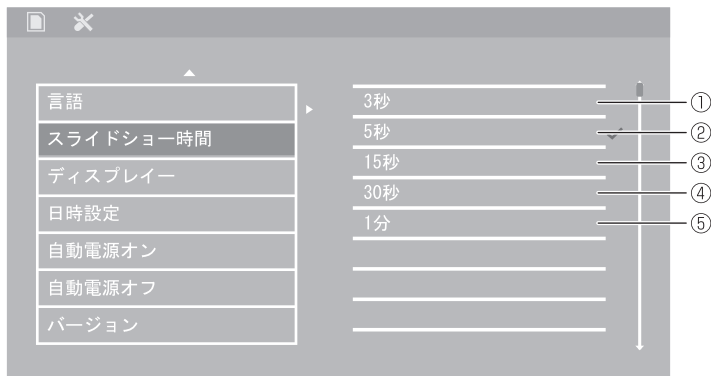 言語
スライドショー時間
ディスプレイー
日時設定
自動電源オン
自動電源オフ
バージョン
3秒 ①
5秒 ②
15秒 ③
30秒 ④
1分 ⑤